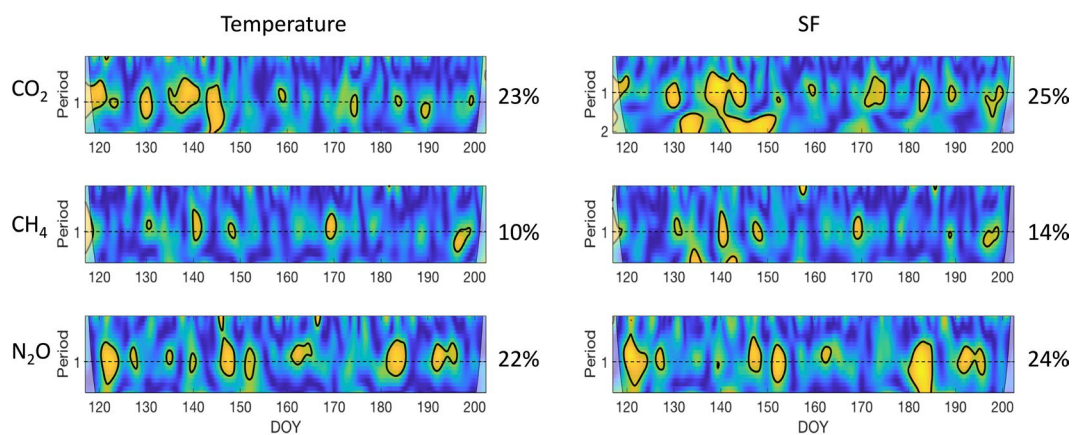 Temperature SF
CO2 Period 1 23% Period 1 2 25%
120 130 140 150 160 170 180 190 200 120 130 140 150 160 170 180 190 200
CH4 Period 1 10% Period 1 14%
120 130 140 150 160 170 180 190 200 120 130 140 150 160 170 180 190 200
N2O Period 1 22% Period 1 24%
120 130 140 150 160 170 180 190 200 120 130 140 150 160 170 180 190 200
DOY DOY